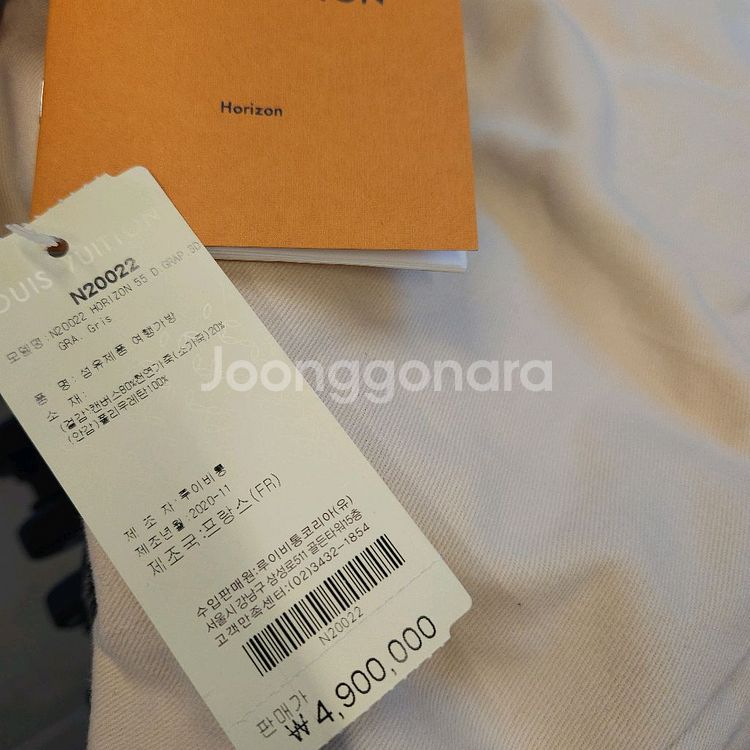 Horizon
N20022
모델명:N20022 HORIZON 55 D.GRAP.3D
GRA. Gris
품 명:섬유제품 여행가방
소 재
(겉감)캔버스80%천연가죽(소가죽)20%
(안감)폴리우레탄100%
제 조 자:루이비통
제조년월:2020-11
제조국:프랑스(FR)
수입판매원:루이비통코리아(유)
서울시 강남구 삼성로511 골든타워15층
고객만족센터:(02)3432-1854
N20022
판매가
₩4,900,000
Joonggonara